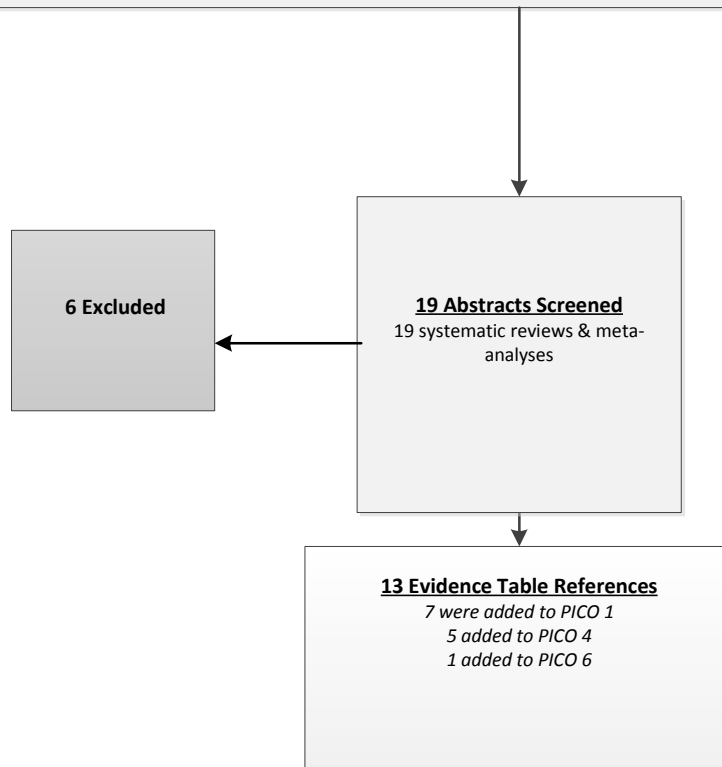 6 Excluded
19 Abstracts Screened
19 systematic reviews & meta-
analyses
13 Evidence Table References
7 were added to PICO 1
5 added to PICO 4
1 added to PICO 6